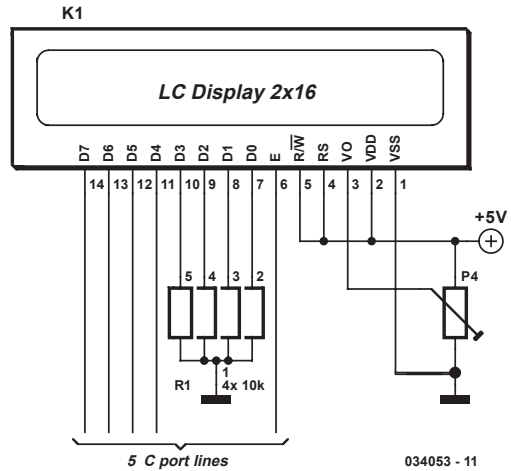 K1
LC Display 2x16
D7 D6 D5 D4 D3 D2 D1 D0 E R/W RS VO VDD VSS
14 13 12 11 10 9 8 7 6 5 4 3 2 1
+5V
5 4 3 2
P4
1
R1 4x 10k
5 C port lines
034053 - 11